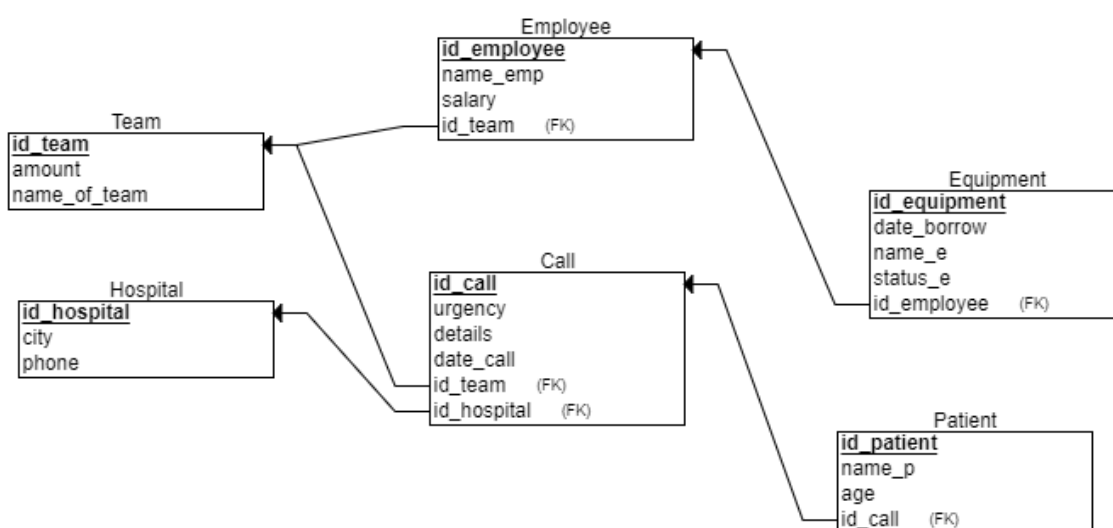 Employee
id_employee
name_emp
salary
id_team (FK)
Team
id_team
amount
name_of_team
Equipment
id_equipment
date_borrow
name_e
status_e
id_employee (FK)
Call
id_call
urgency
details
date_call
id_team (FK)
id_hospital (FK)
Hospital
id_hospital
city
phone
Patient
id_patient
name_p
age
id_call (FK)